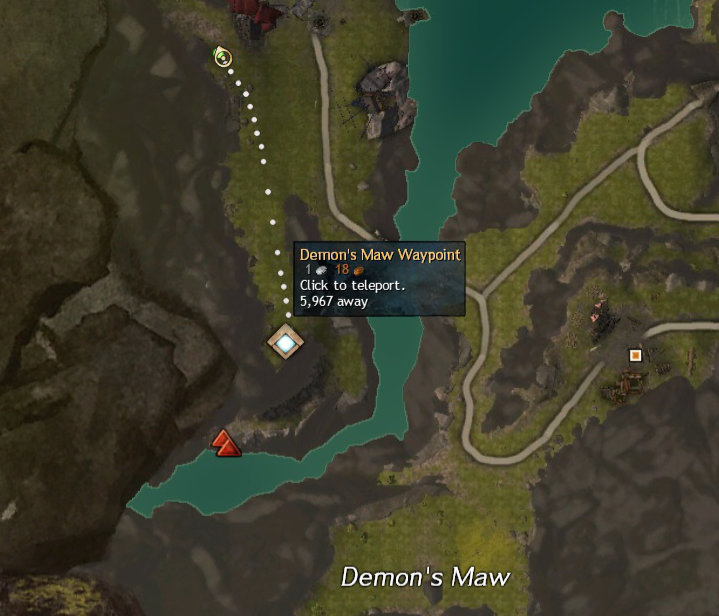 Demon's Maw Waypoint
1 18
Click to teleport.
5,967 away
Demon's Maw